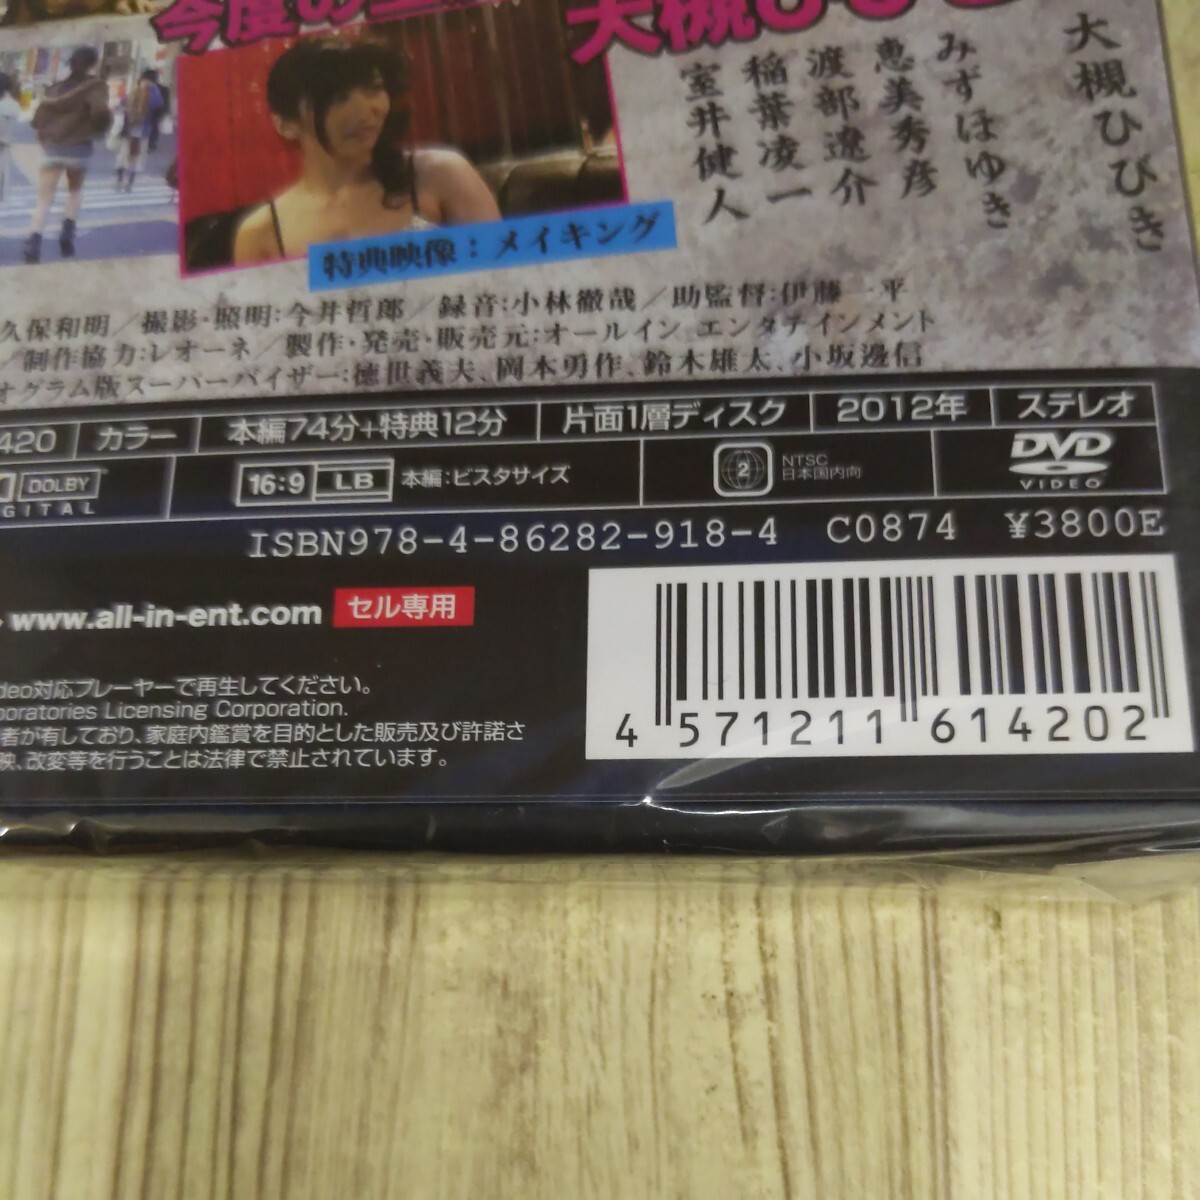 大槻ひびき
みずほゆき
恵美秀彦
渡部遼介
稲葉凌一
室井健人
特典映像：メイキング
久保和明／撮影・照明:今井哲郎／録音:小林徹哉／助監督:伊藤一平
／制作協力:レオーネ／製作・発売・販売元:オールイン エンタテインメント
オグラム版スーパーバイザー:徳世義夫、岡本勇作、鈴木雄太、小坂邊信
420 カラー 本編74分+特典12分 片面1層ディスク 2012年 ステレオ
DOLBY
IGITAL
16:9 LB 本編:ビスタサイズ
2 NTSC
日本国内向
DVD
VIDEO
ISBN978-4-86282-918-4 C0874 ¥3800E
www.all-in-ent.com セル専用
deo対応プレーヤーで再生してください。
boratories Licensing Corporation.
者が有しており、家庭内鑑賞を目的とした販売及び許諾さ
映、改変等を行うことは法律で禁止されています。
4 571211 614202